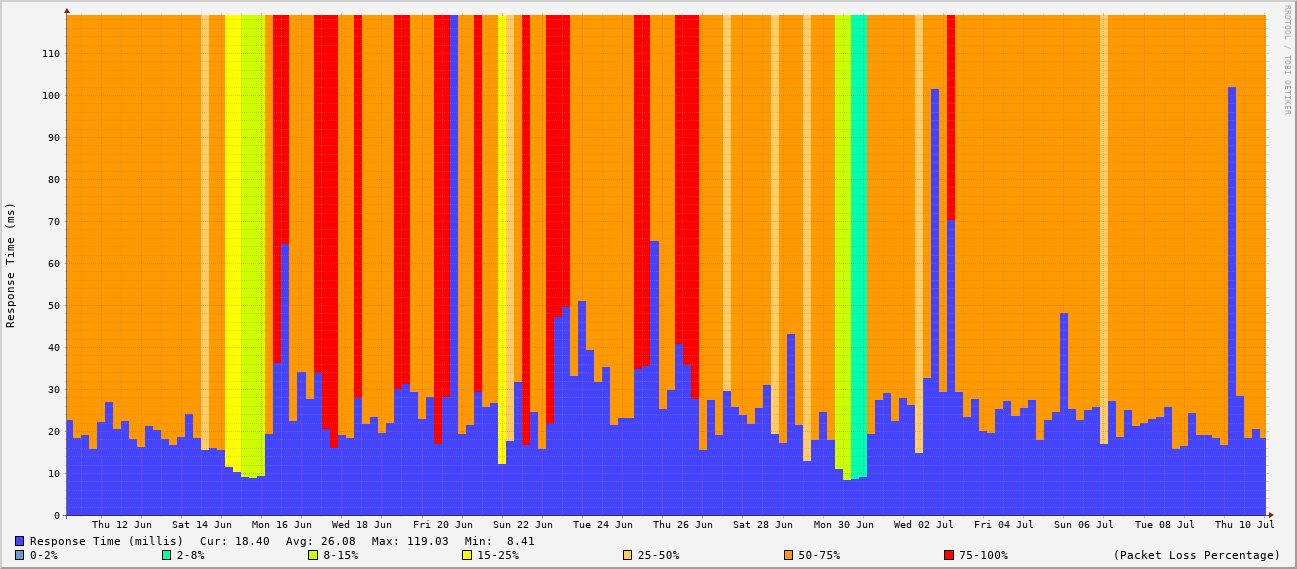 RRDTOOL / TOBI OETIKER
Response Time (ms)
110
100
90
80
70
60
50
40
30
20
10
0
Thu 12 Jun Sat 14 Jun Mon 16 Jun Wed 18 Jun Fri 20 Jun Sun 22 Jun Tue 24 Jun Thu 26 Jun Sat 28 Jun Mon 30 Jun Wed 02 Jul Fri 04 Jul Sun 06 Jul Tue 08 Jul Thu 10 Jul
Response Time (millis) Cur: 18.40 Avg: 26.08 Max: 119.03 Min: 8.41
0-2% 2-8% 8-15% 15-25% 25-50% 50-75% 75-100% (Packet Loss Percentage)